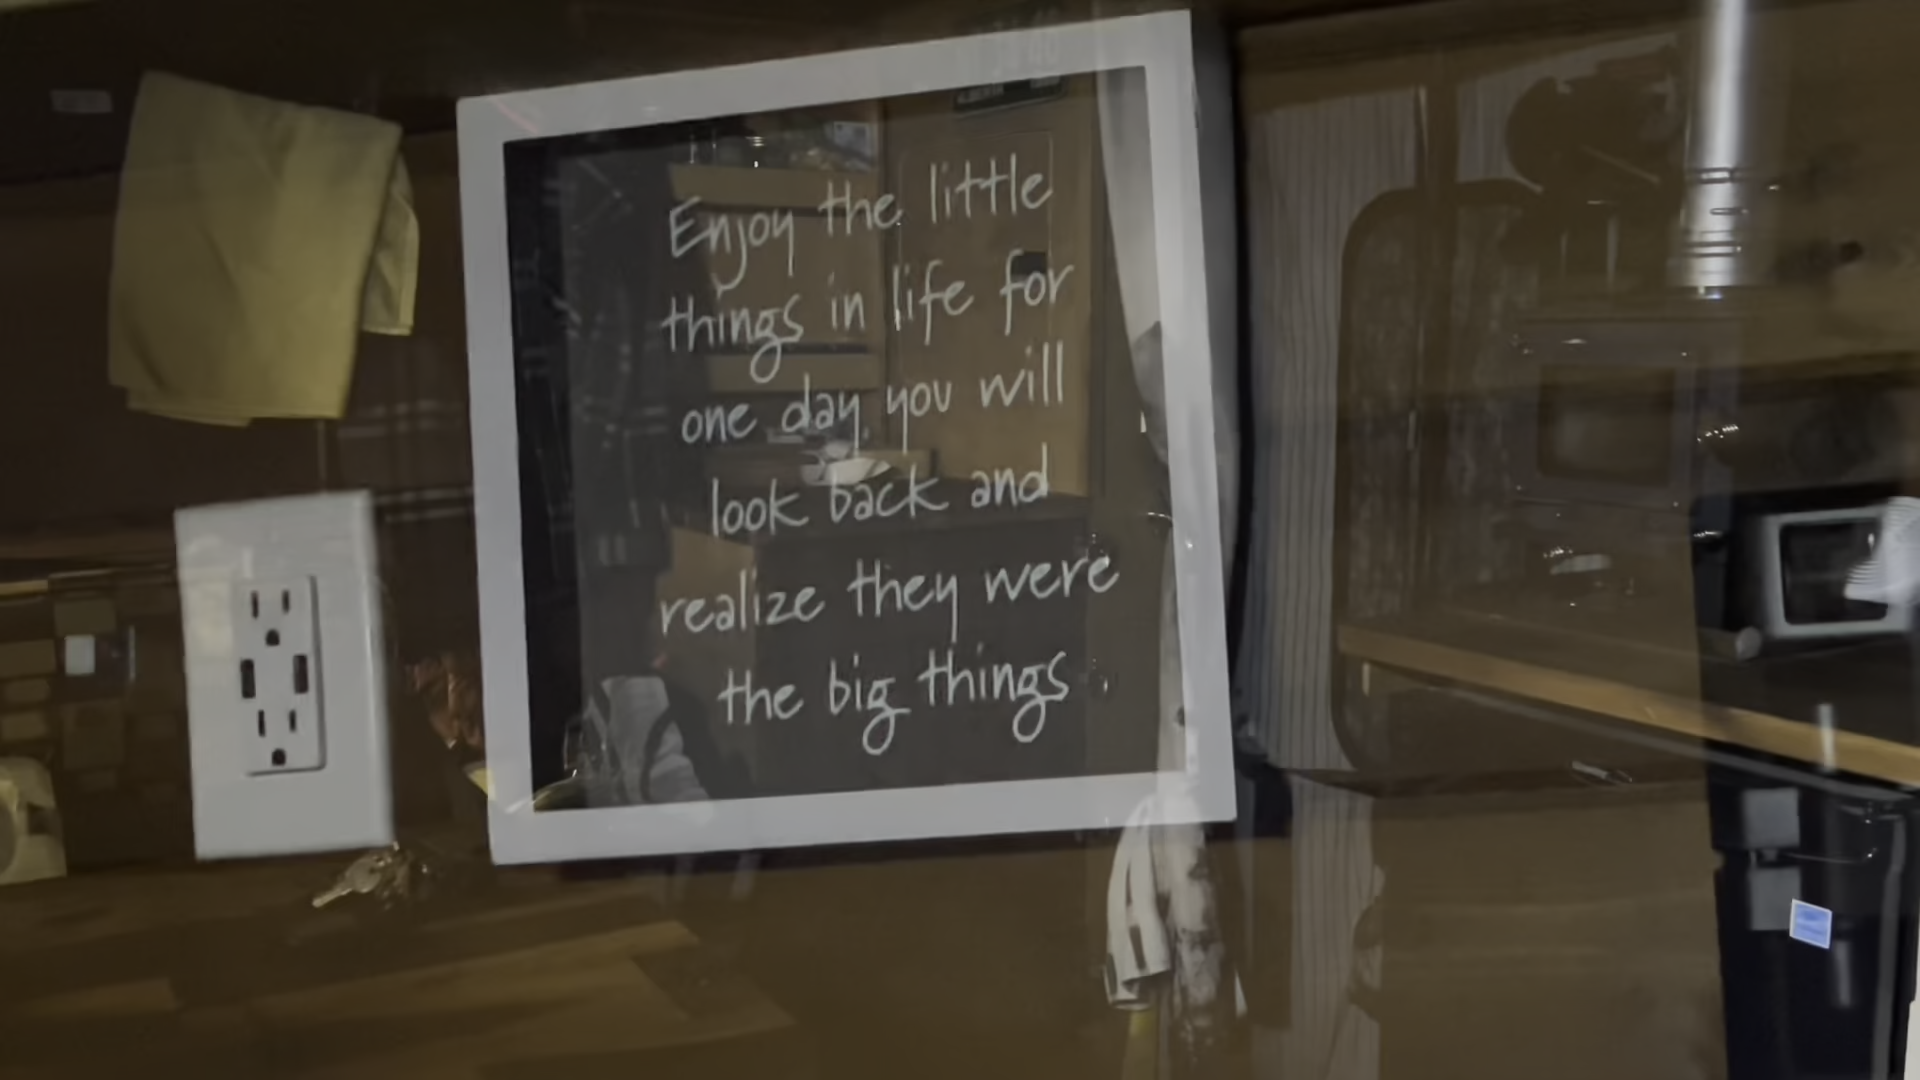 Enjoy the little
things in life for
one day you will
look back and
realize they were
the big things.